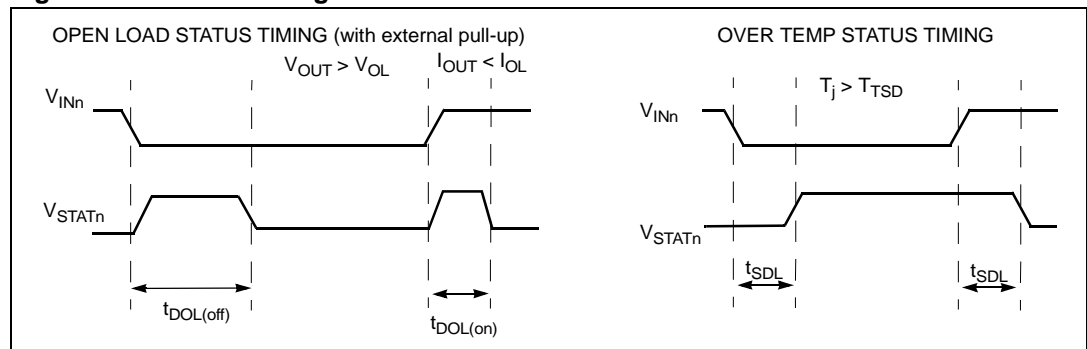 OPEN LOAD STATUS TIMING (with external pull-up)
VOUT > VOL
IOUT < IOL
VINn
VSTATn
tDOL(off)
tDOL(on)
OVER TEMP STATUS TIMING
Tj > TTSD
VINn
VSTATn
tSDL
tSDL